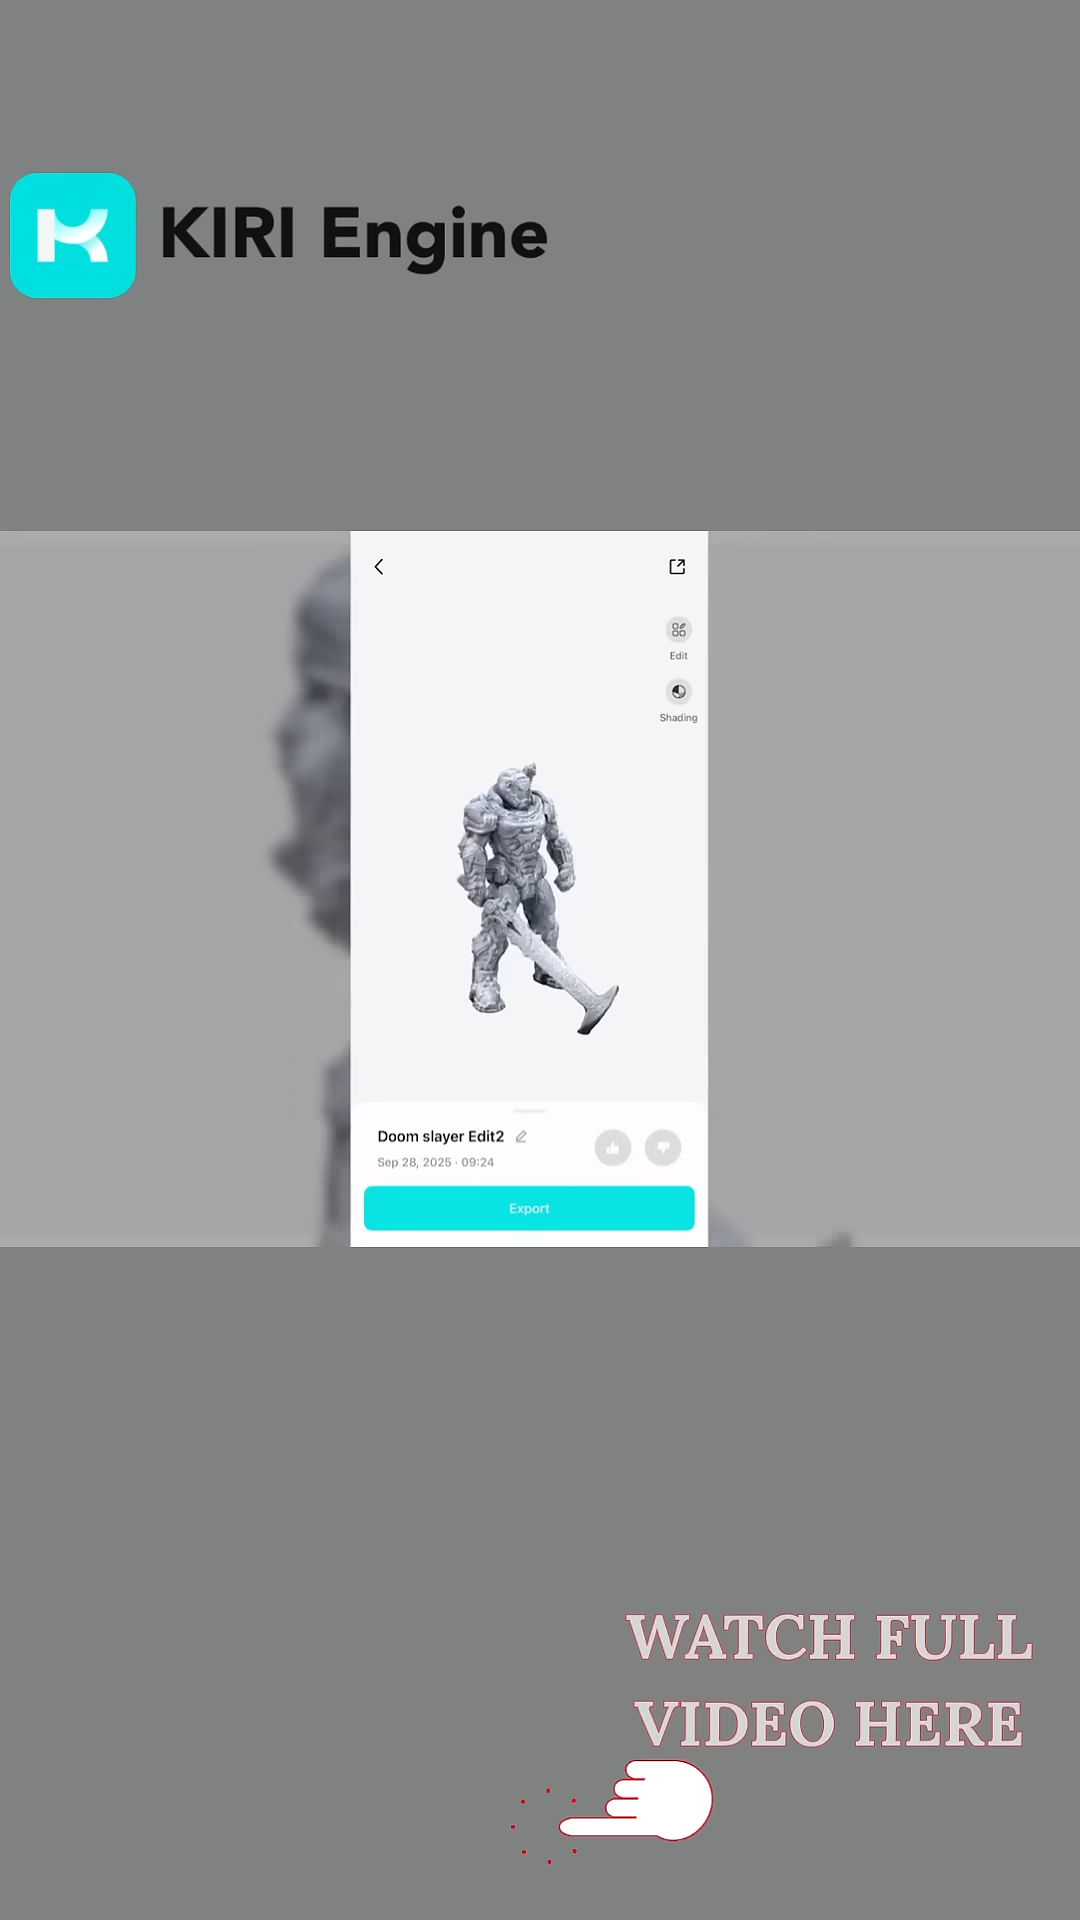 KIRI Engine
Edit
Shading
Doom slayer Edit2
Sep 28, 2025 · 09:24
Export
WATCH FULL
VIDEO HERE